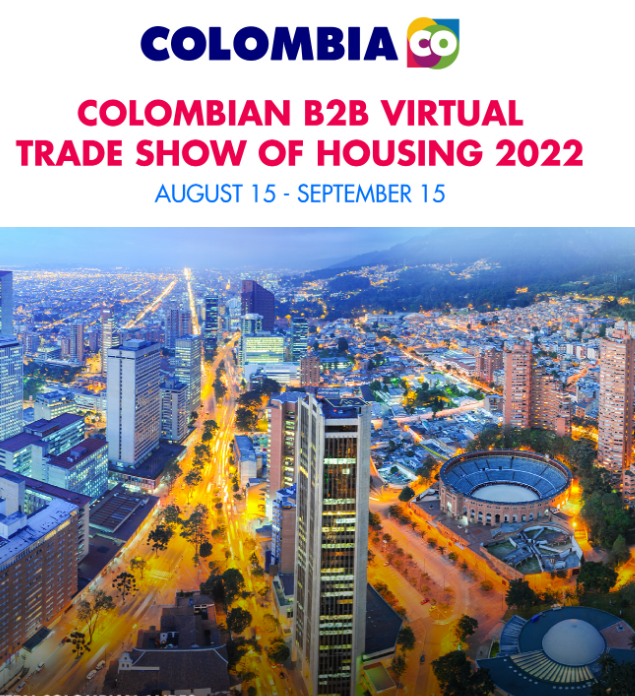 COLOMBIA CO
COLOMBIAN B2B VIRTUAL
TRADE SHOW OF HOUSING 2022
AUGUST 15 - SEPTEMBER 15